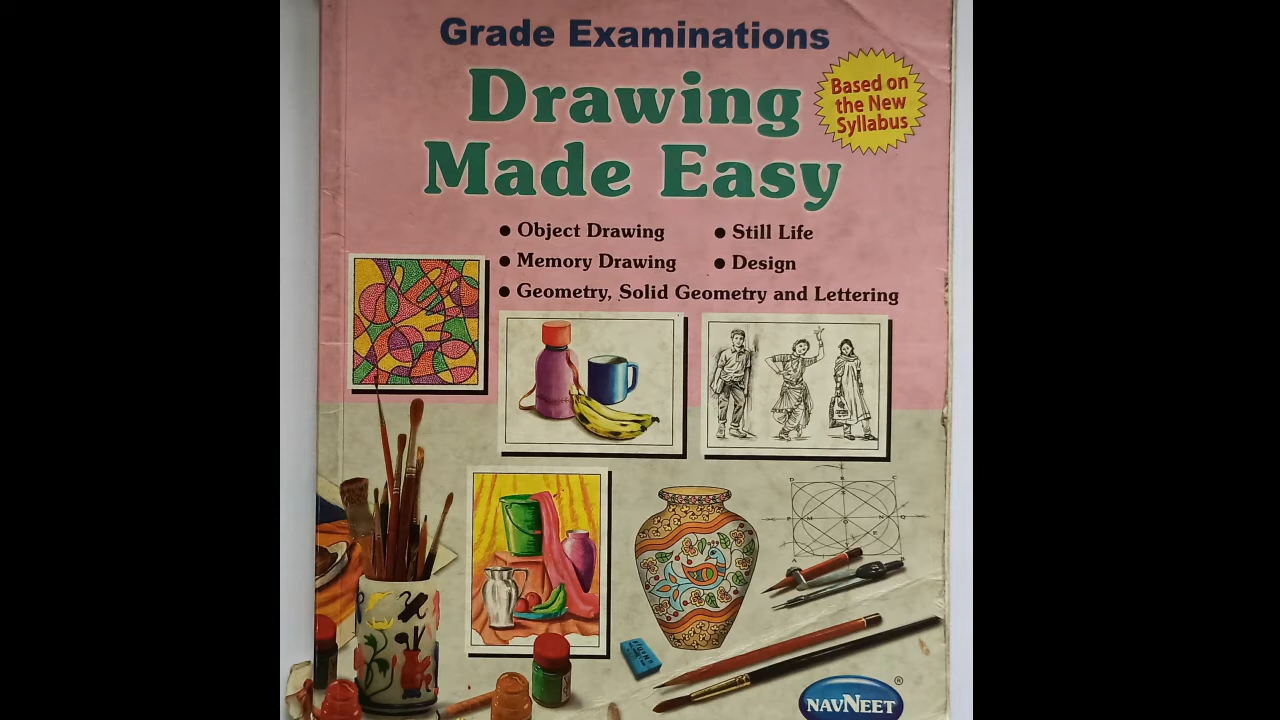 Grade Examinations
Drawing
Made Easy
Based on
the New
Syllabus
• Object Drawing
• Still Life
• Memory Drawing
• Design
• Geometry, Solid Geometry and Lettering
NAVNEET
®